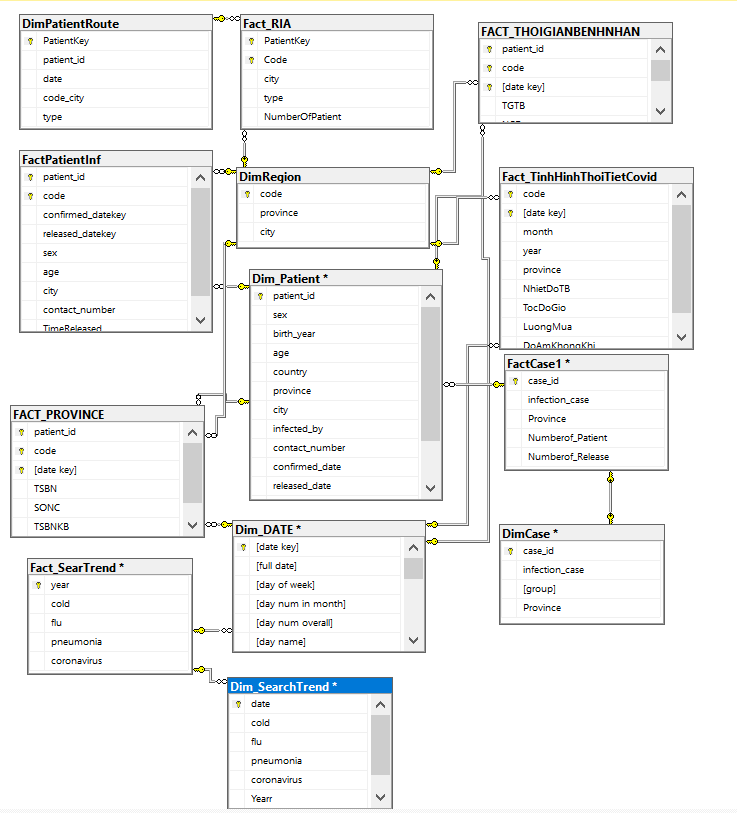 DimPatientRoute
PatientKey
patient_id
date
code_city
type
Fact_RIA
PatientKey
Code
city
type
NumberOfPatient
FACT_THOIGIANBENHNHAN
patient_id
code
[date key]
TGTB
FactPatientInf
patient_id
code
confirmed_datekey
released_datekey
sex
age
city
contact_number
TimeReleased
DimRegion
code
province
city
Fact_TinhHinhThoiTietCovid
code
[date key]
month
year
province
NhietDoTB
TocDoGio
LuongMua
DoAmKhongKhi
Dim_Patient *
patient_id
sex
birth_year
age
country
province
city
infected_by
contact_number
confirmed_date
released_date
FactCase1 *
case_id
infection_case
Province
Numberof_Patient
Numberof_Release
FACT_PROVINCE
patient_id
code
[date key]
TSBN
SONC
TSBNKB
Dim_DATE *
[date key]
[full date]
[day of week]
[day num in month]
[day num overall]
[day name]
DimCase *
case_id
infection_case
[group]
Province
Fact_SearTrend *
year
cold
flu
pneumonia
coronavirus
Dim_SearchTrend *
date
cold
flu
pneumonia
coronavirus
Yearr